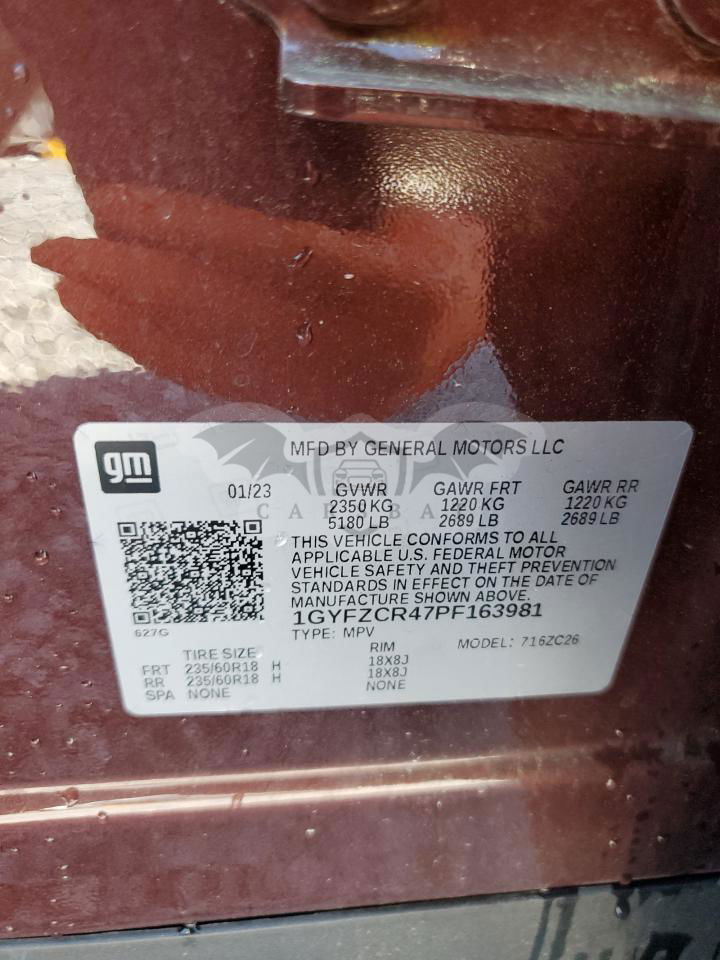 gm
MFD BY GENERAL MOTORS LLC
01/23 GVWR GAWR FRT GAWR RR
2350 KG 1220 KG 1220 KG
5180 LB 2689 LB 2689 LB
THIS VEHICLE CONFORMS TO ALL
APPLICABLE U.S. FEDERAL MOTOR
VEHICLE SAFETY AND THEFT PREVENTION
STANDARDS IN EFFECT ON THE DATE OF
MANUFACTURE SHOWN ABOVE.
1GYFZCR47PF163981
627G
TYPE: MPV MODEL: 716ZC26
TIRE SIZE RIM
FRT 235/60R18 H 18X8J
RR 235/60R18 H 18X8J
SPA NONE NONE